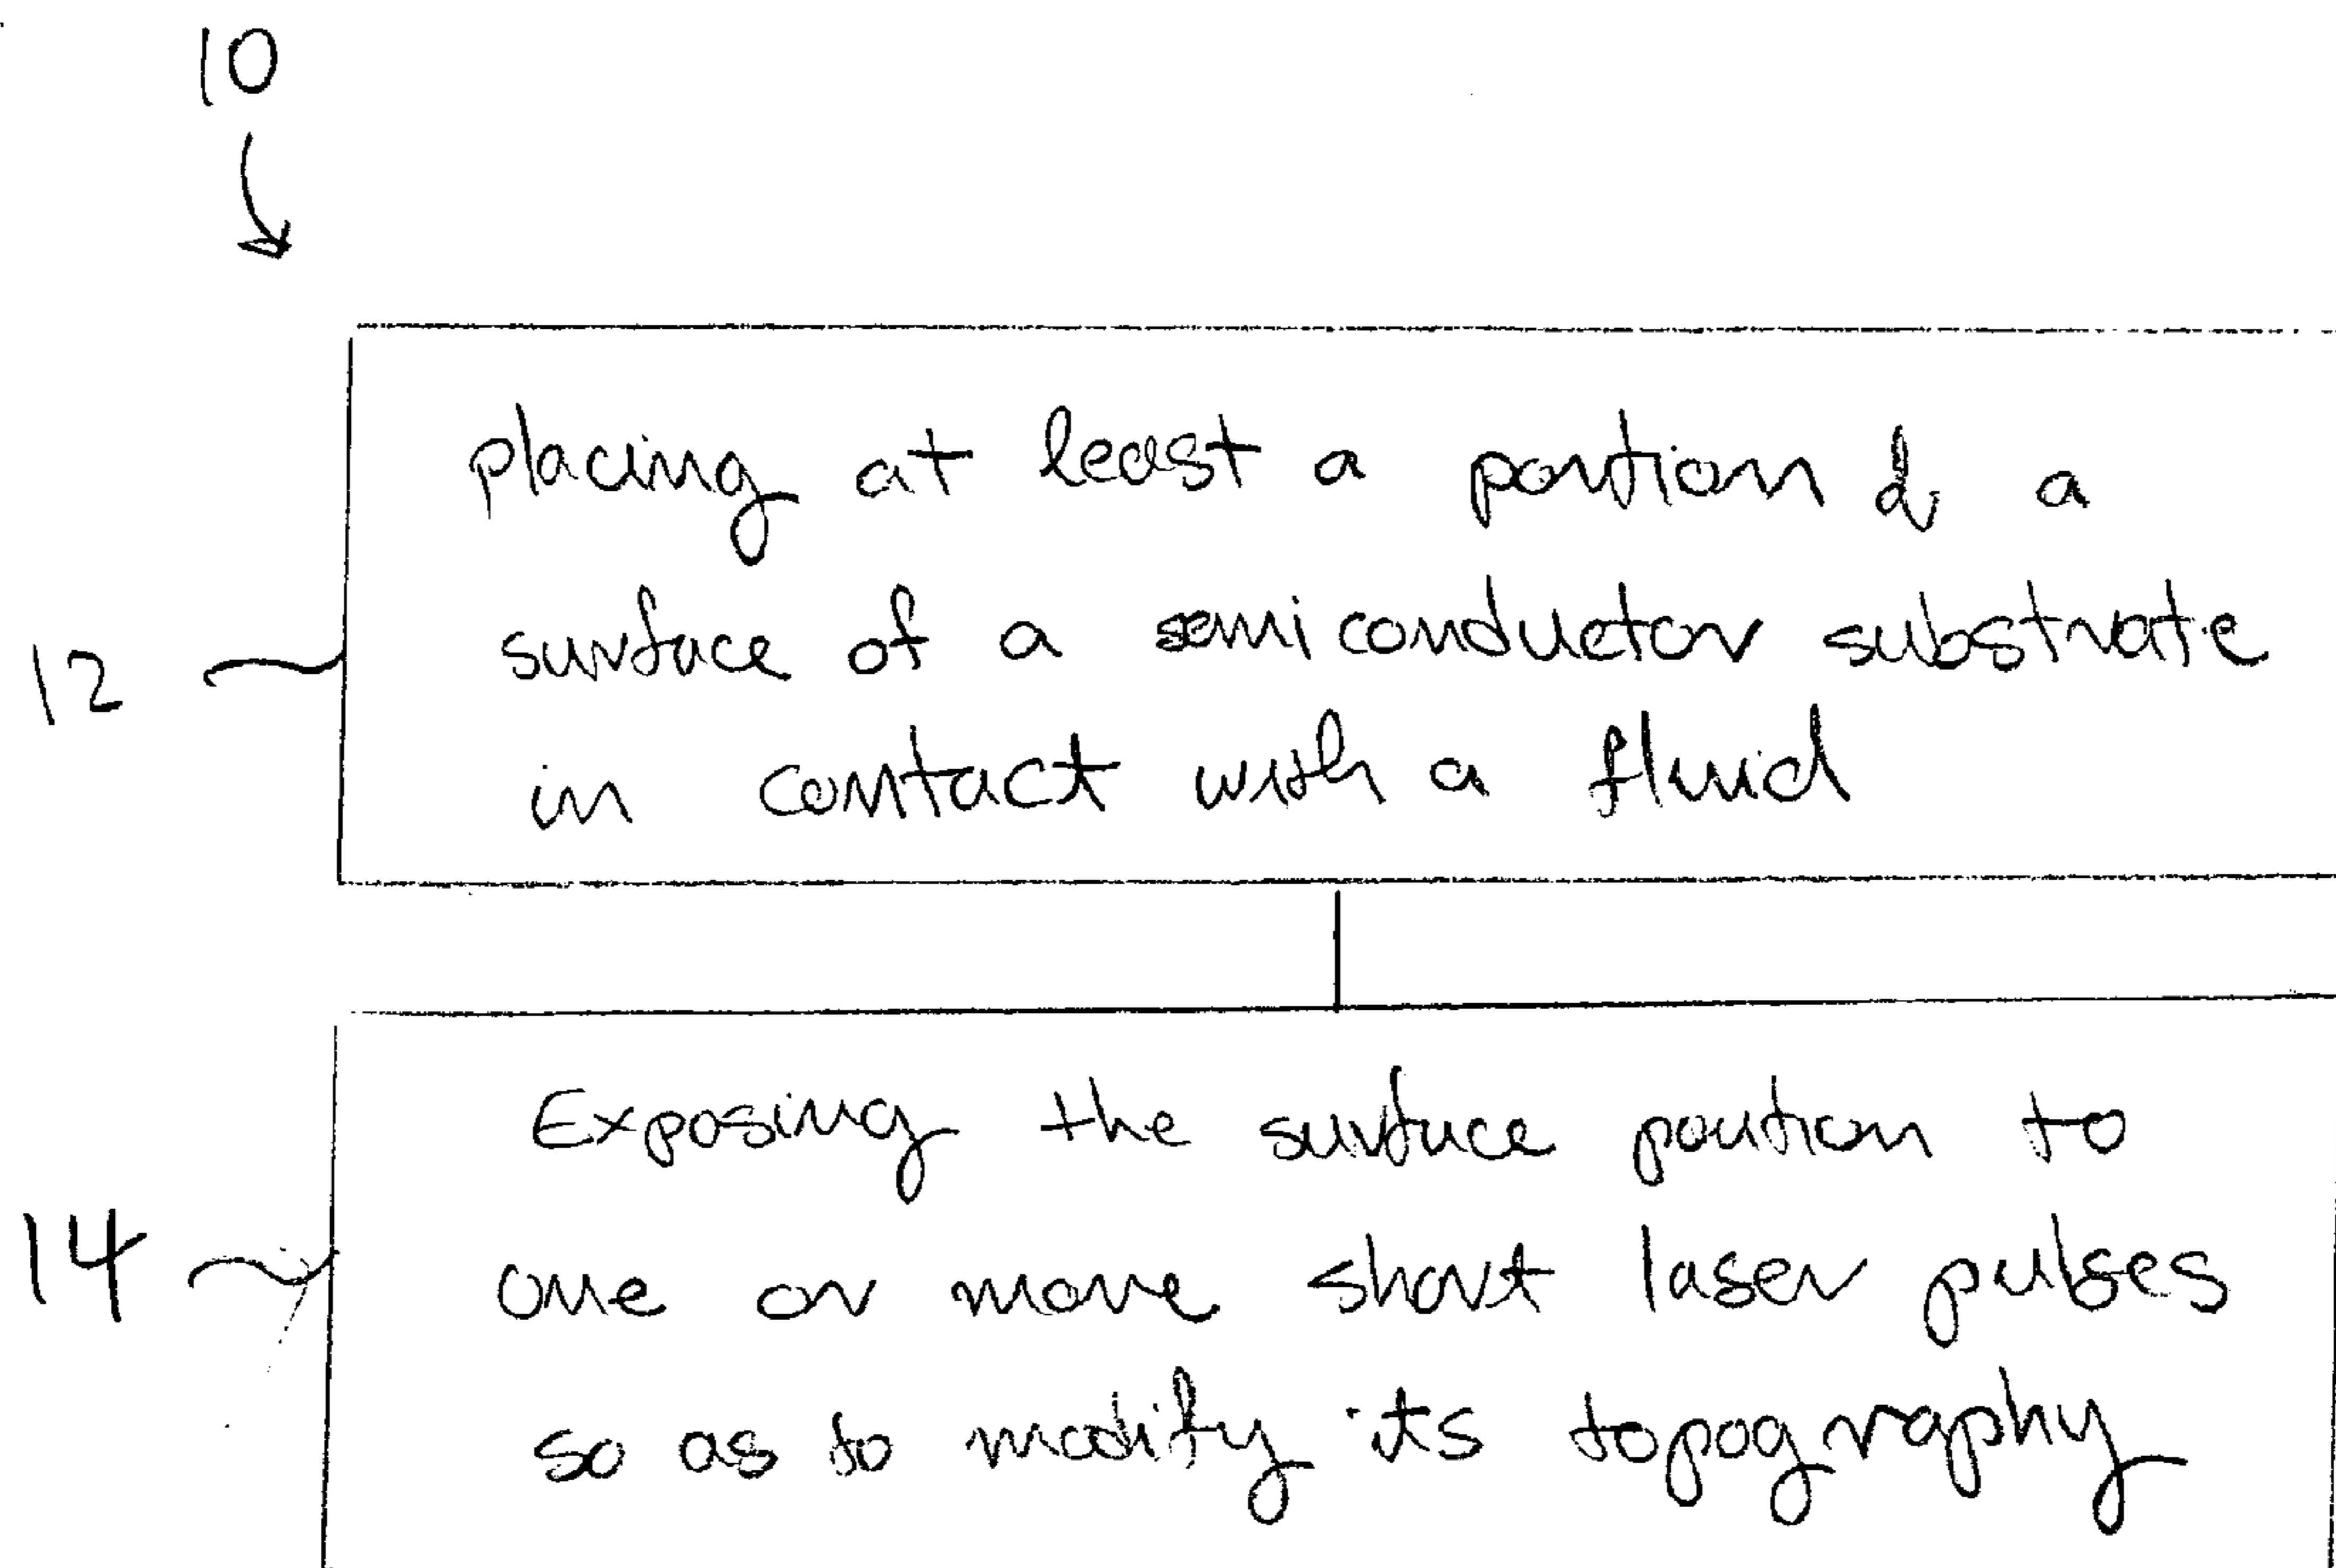 10
placing at least a portion of a
12 surface of a semiconductor substrate
in contact with a fluid
Exposing the surface portion to
14 one or more short laser pulses
so as to modify its topography